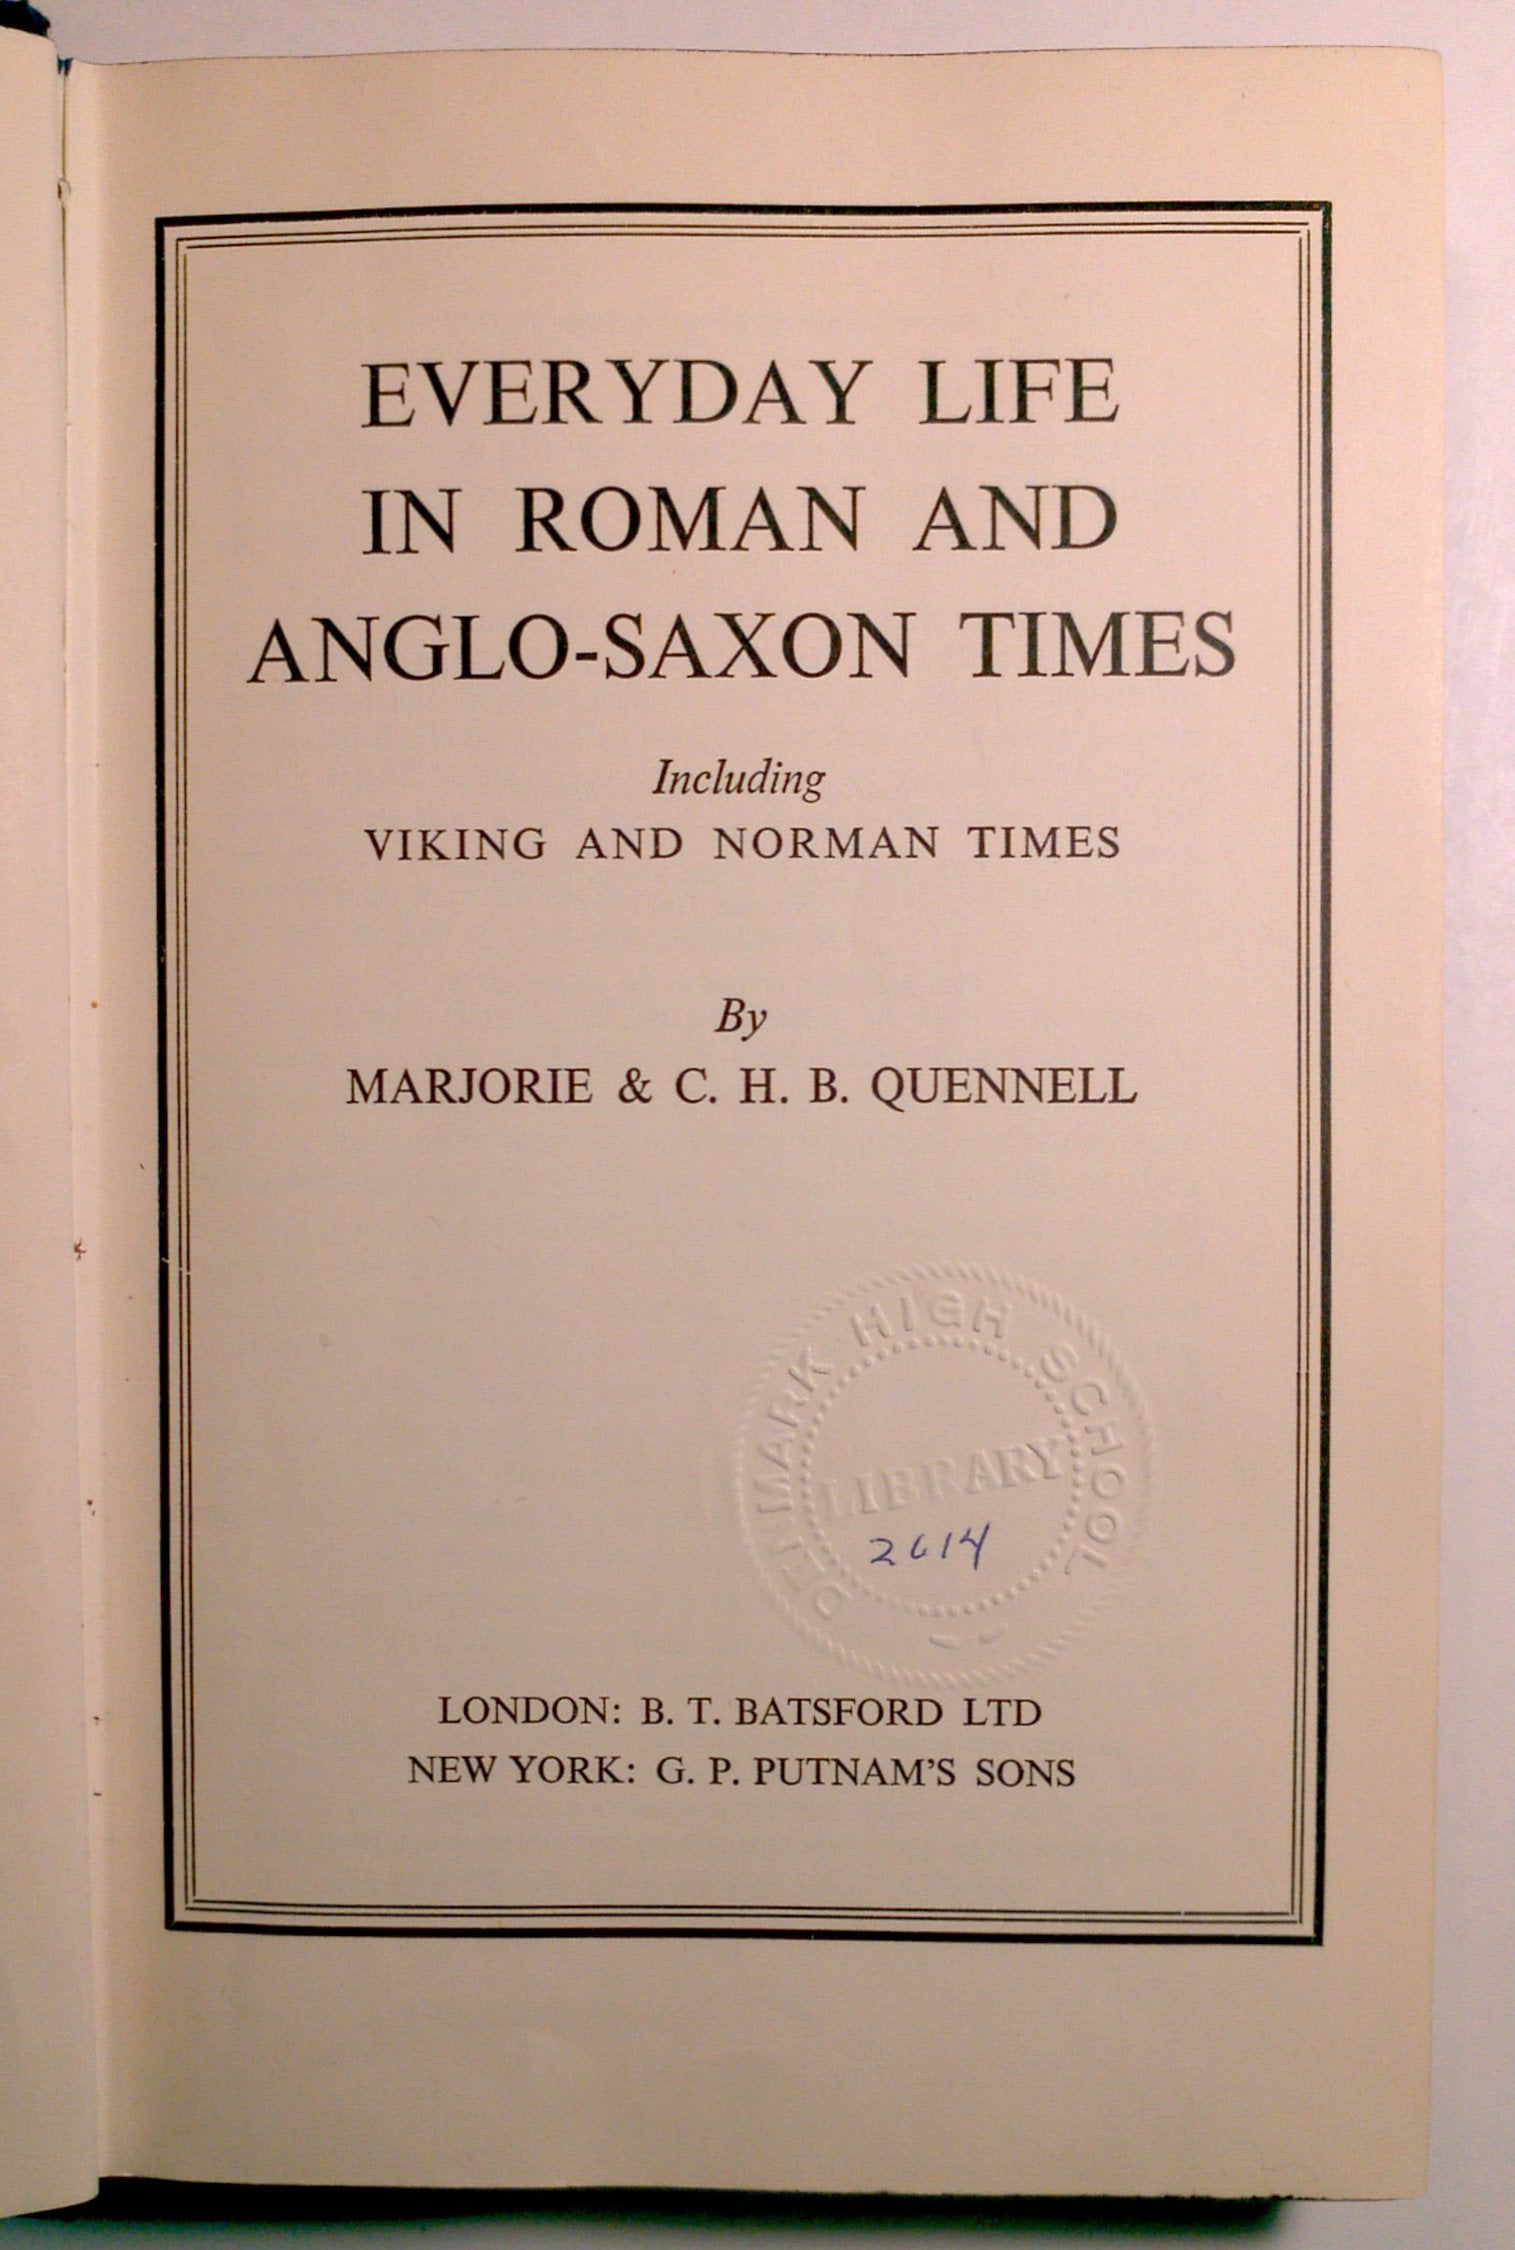 EVERYDAY LIFE
IN ROMAN AND
ANGLO-SAXON TIMES
Including
VIKING AND NORMAN TIMES
By
MARJORIE & C. H. B. QUENNELL
DENMARK HIGH SCHOOL
LIBRARY
2614
LONDON: B. T. BATSFORD LTD
NEW YORK: G. P. PUTNAM'S SONS